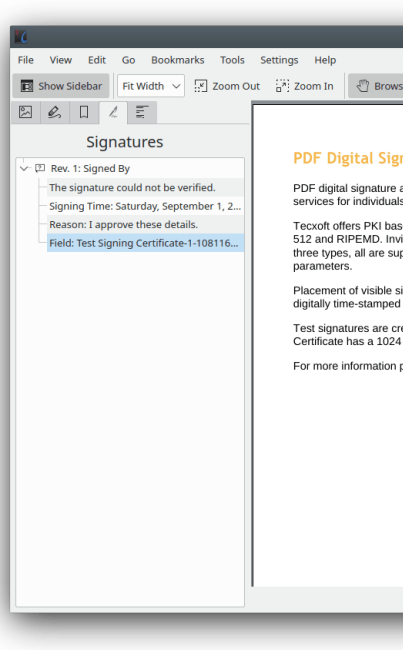 File View Edit Go Bookmarks Tools Settings Help
Show Sidebar Fit Width Zoom Out Zoom In Brows
Signatures
Rev. 1: Signed By
The signature could not be verified.
Signing Time: Saturday, September 1, 2...
Reason: I approve these details.
Field: Test Signing Certificate-1-108116...
PDF Digital Sign
PDF digital signature a
services for individuals
Tecxoft offers PKI bas
512 and RIPEMD. Invi
three types, all are sup
parameters.
Placement of visible si
digitally time-stamped
Test signatures are cre
Certificate has a 1024
For more information p